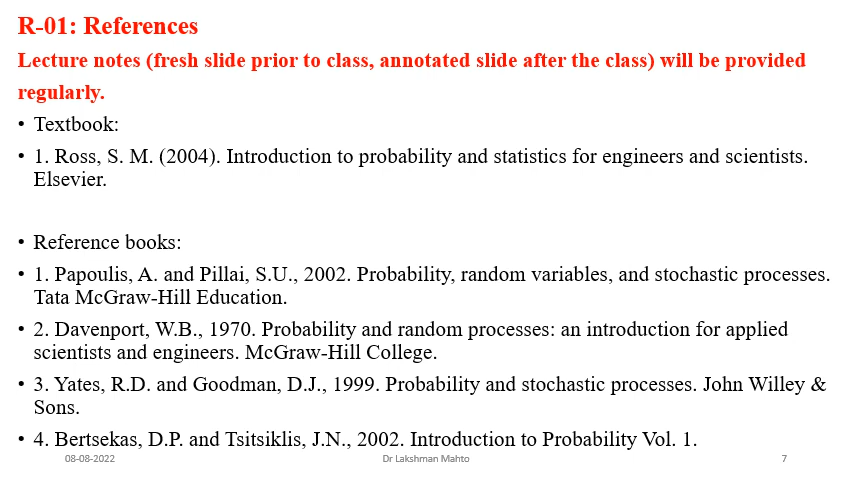 R-01: References
Lecture notes (fresh slide prior to class, annotated slide after the class) will be provided
regularly.
• Textbook:
• 1. Ross, S. M. (2004). Introduction to probability and statistics for engineers and scientists.
Elsevier.
• Reference books:
• 1. Papoulis, A. and Pillai, S.U., 2002. Probability, random variables, and stochastic processes.
Tata McGraw-Hill Education.
• 2. Davenport, W.B., 1970. Probability and random processes: an introduction for applied
scientists and engineers. McGraw-Hill College.
• 3. Yates, R.D. and Goodman, D.J., 1999. Probability and stochastic processes. John Willey &
Sons.
• 4. Bertsekas, D.P. and Tsitsiklis, J.N., 2002. Introduction to Probability Vol. 1.
08-08-2022 Dr Lakshman Mahto 7